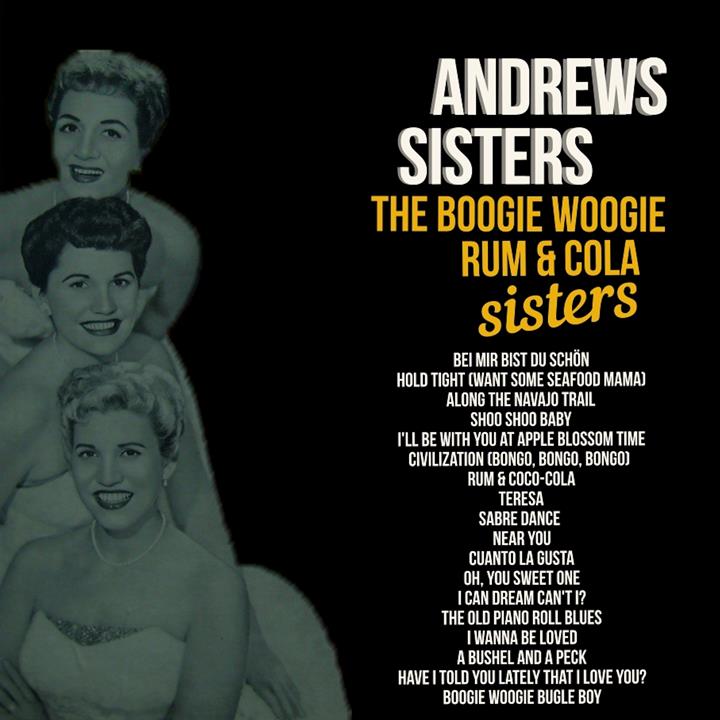 ANDREWS
SISTERS
THE BOOGIE WOOGIE
RUM & COLA
sisters
BEI MIR BIST DU SCHÖN
HOLD TIGHT (WANT SOME SEAFOOD MAMA)
ALONG THE NAVAJO TRAIL
SHOO SHOO BABY
I'LL BE WITH YOU AT APPLE BLOSSOM TIME
CIVILIZATION (BONGO, BONGO, BONGO)
RUM & COCO-COLA
TERESA
SABRE DANCE
NEAR YOU
CUANTO LA GUSTA
OH, YOU SWEET ONE
I CAN DREAM CAN'T I?
THE OLD PIANO ROLL BLUES
I WANNA BE LOVED
A BUSHEL AND A PECK
HAVE I TOLD YOU LATELY THAT I LOVE YOU?
BOOGIE WOOGIE BUGLE BOY